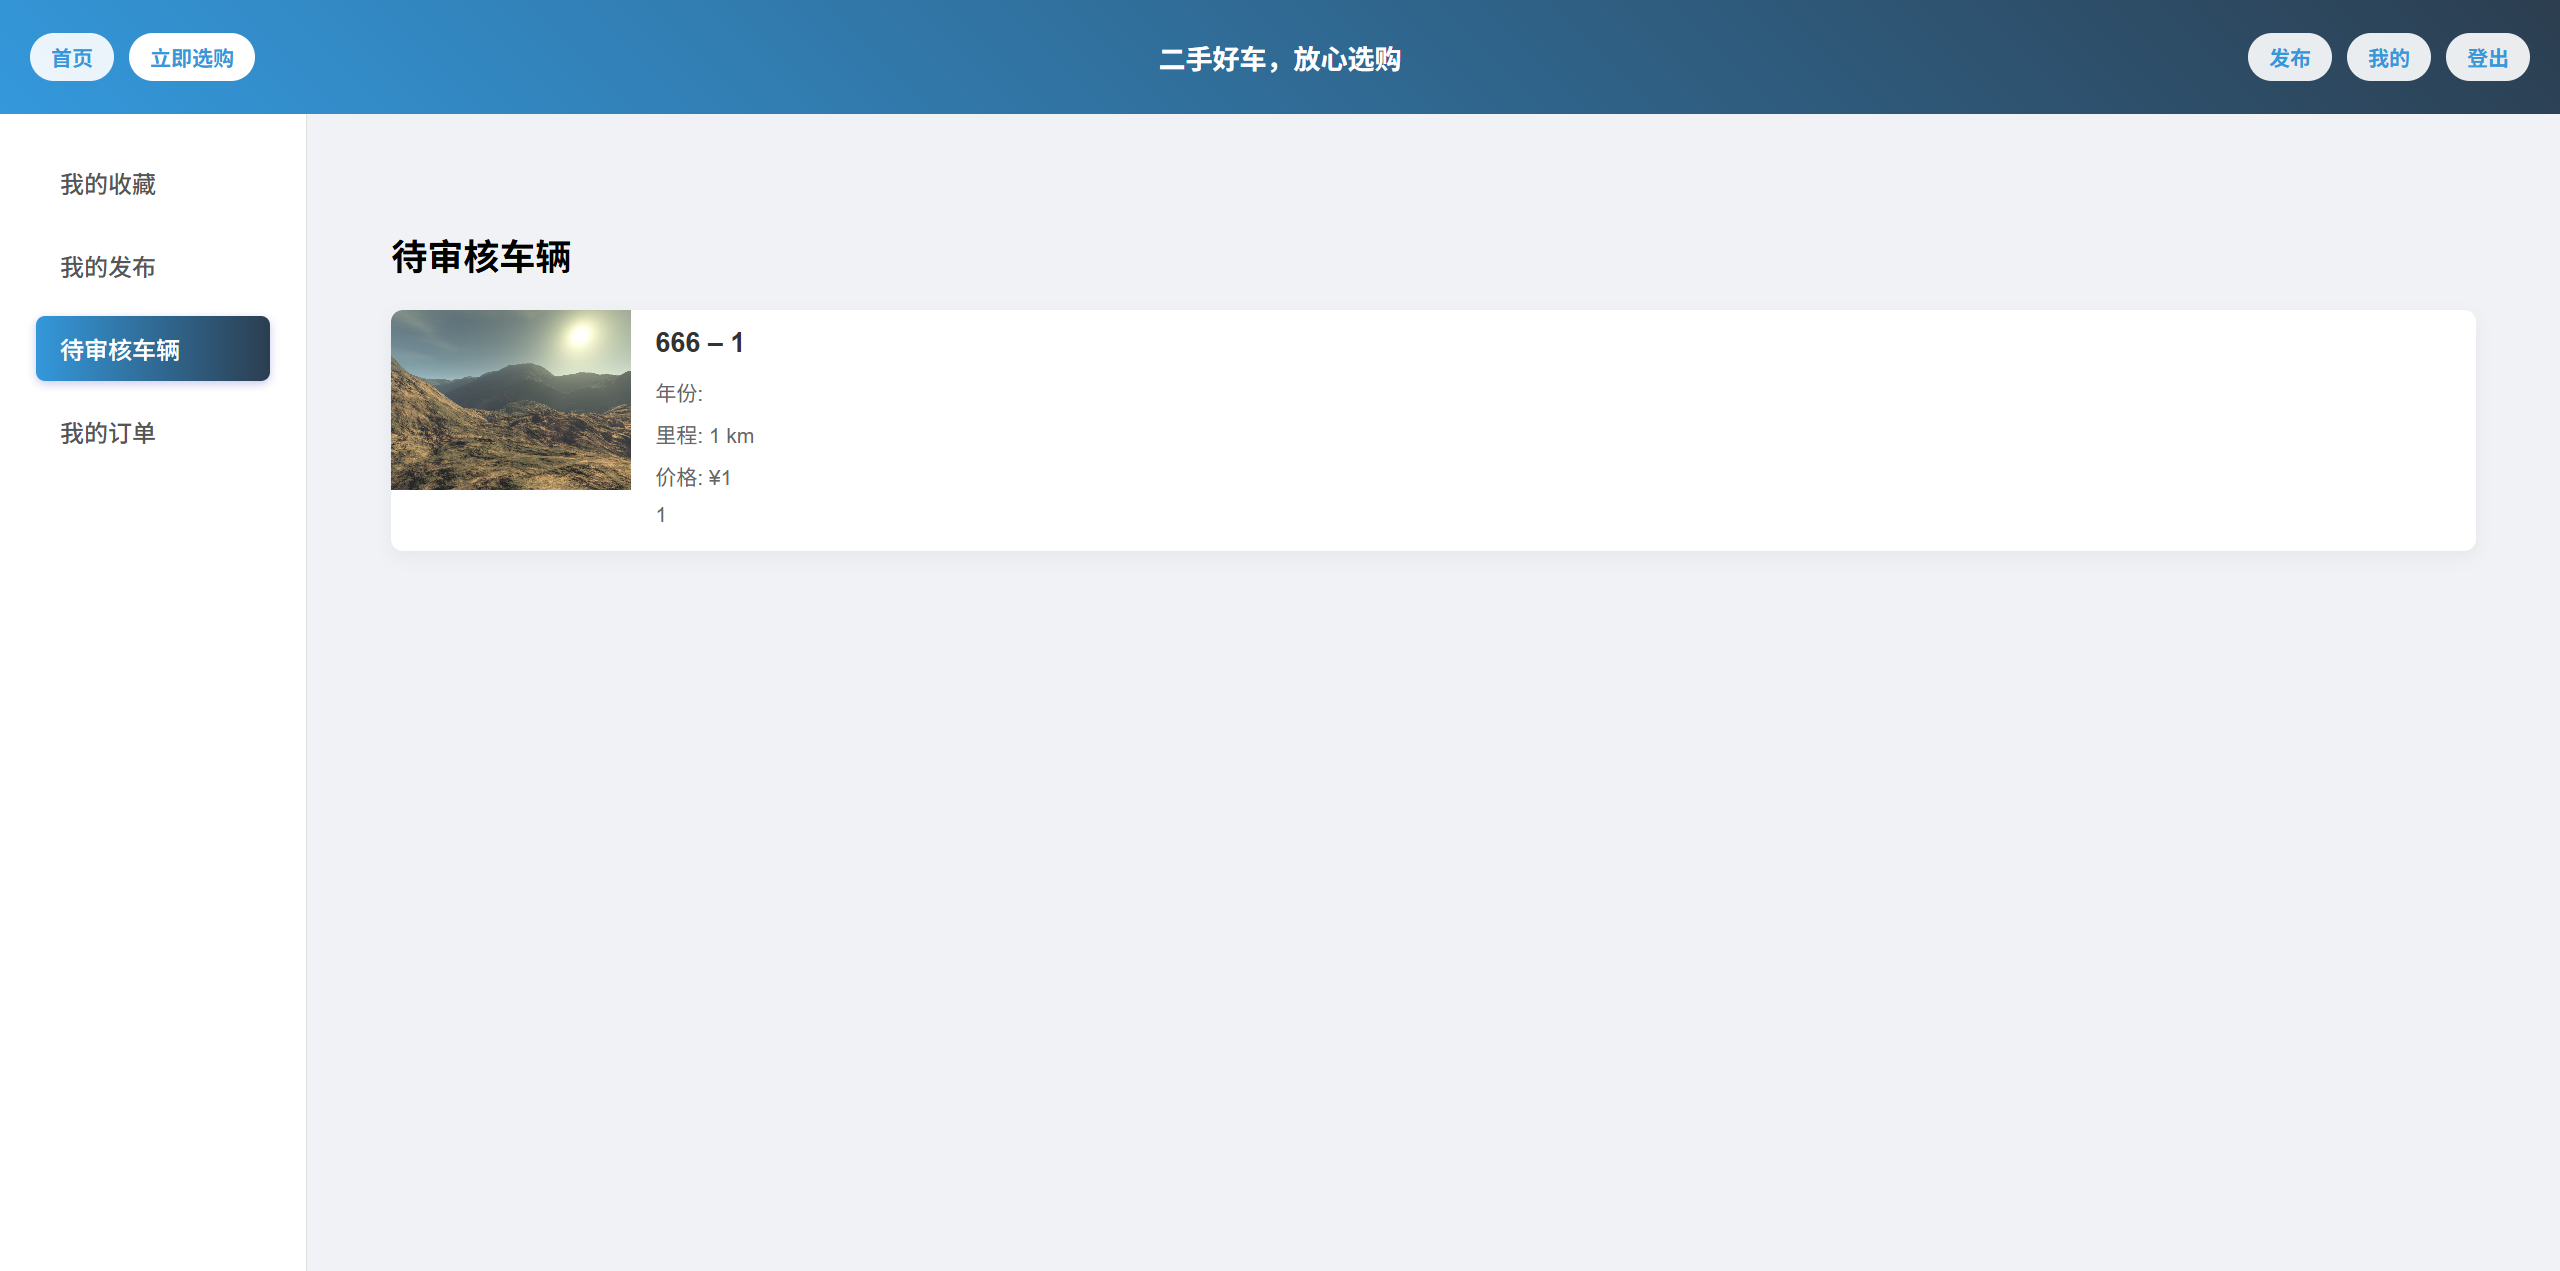 首页
立即选购
二手好车，放心选购
发布
我的
登出
我的收藏
我的发布
待审核车辆
我的订单
待审核车辆
666 – 1
年份:
里程: 1 km
价格: ¥1
1